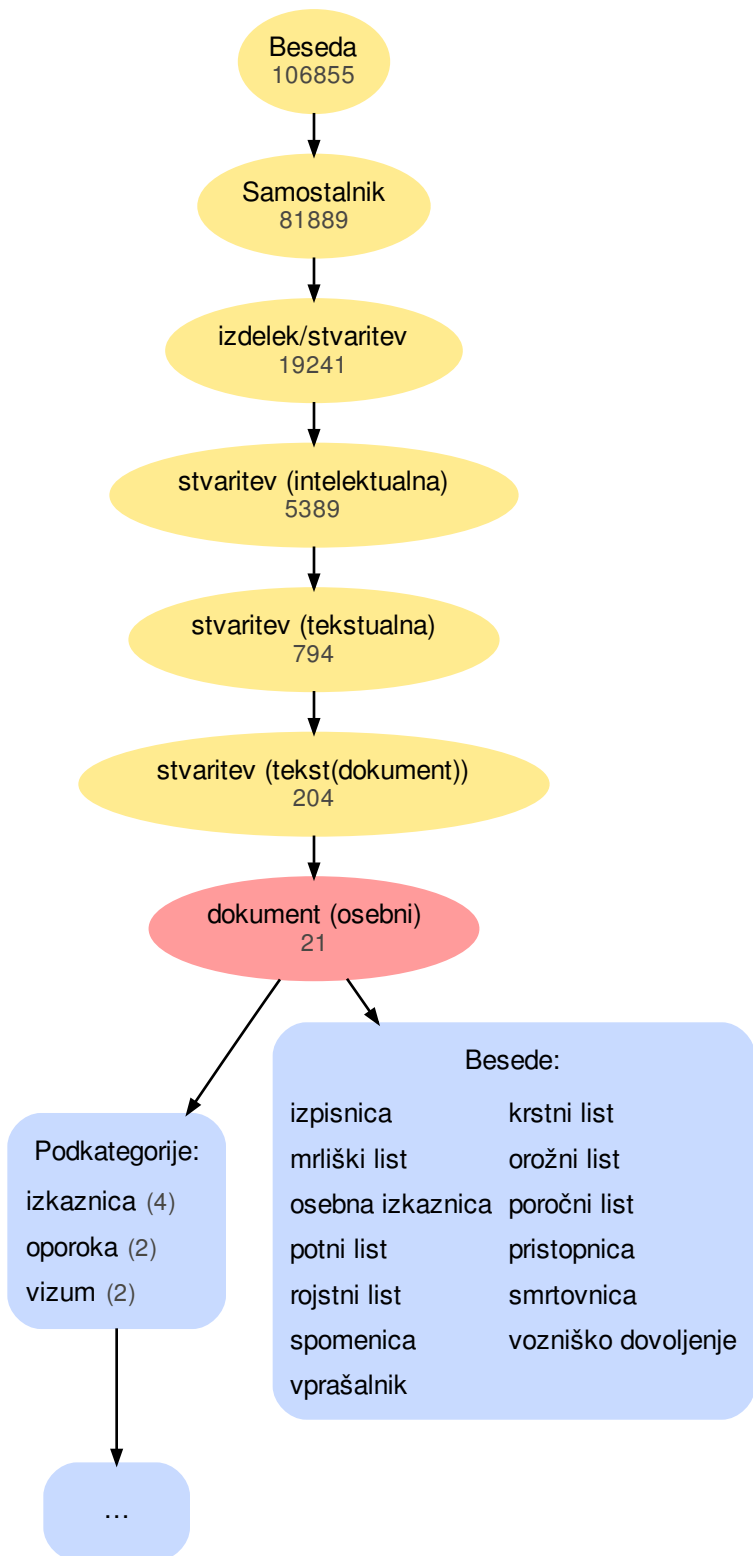 Beseda
106855
Samostalnik
81889
izdelek/stvaritev
19241
stvaritev (intelektualna)
5389
stvaritev (tekstualna)
794
stvaritev (tekst(dokument))
204
dokument (osebni)
21
Podkategorije:
izkaznica (4)
oporoka (2)
vizum (2)
...
Besede:
izpisnica krstni list
mrliški list orožni list
osebna izkaznica poročni list
potni list pristopnica
rojstni list smrtovnica
spomenica vozniško dovoljenje
vprašalnik